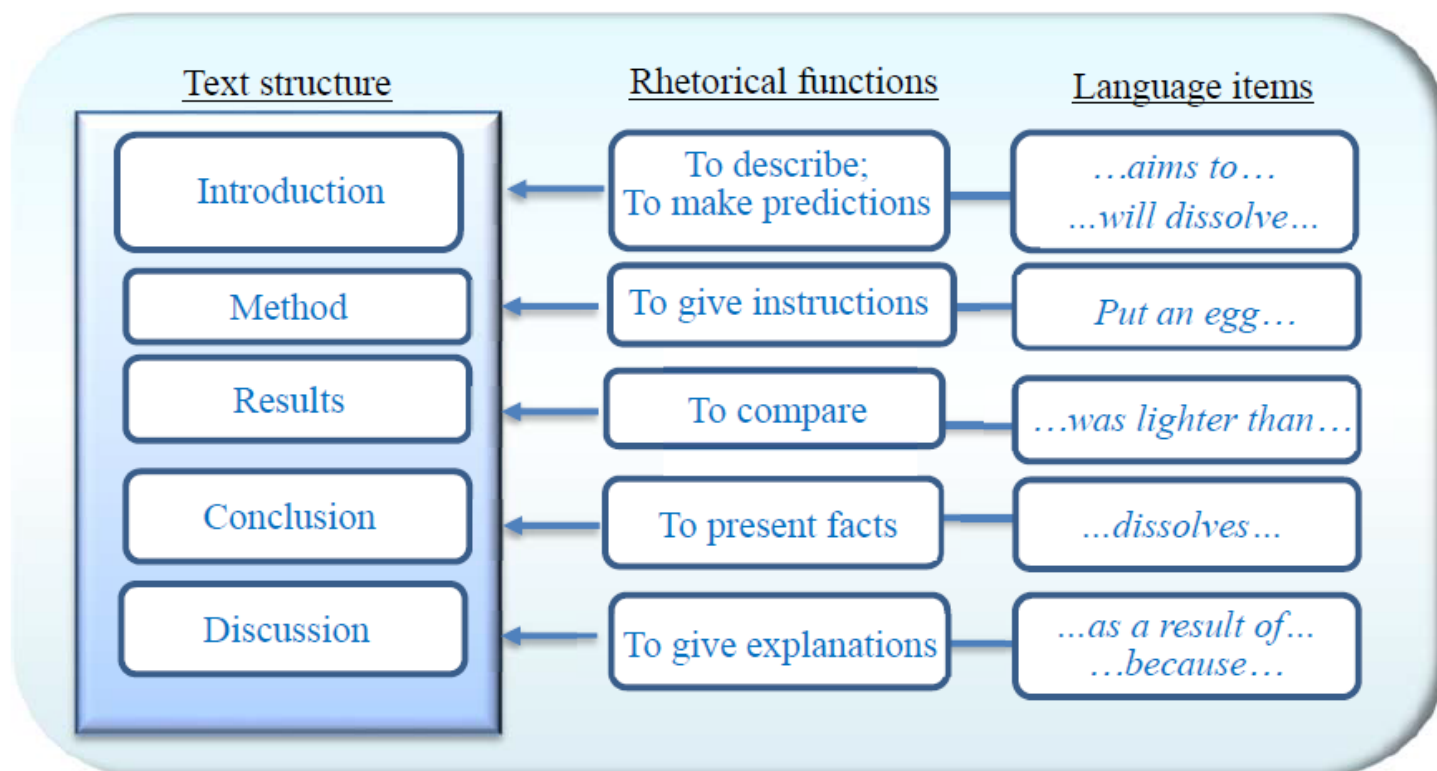 Text structure
Rhetorical functions
Language items
Introduction
To describe;
To make predictions
…aims to…
…will dissolve…
Method
To give instructions
Put an egg…
Results
To compare
…was lighter than…
Conclusion
To present facts
…dissolves…
Discussion
To give explanations
…as a result of…
…because…